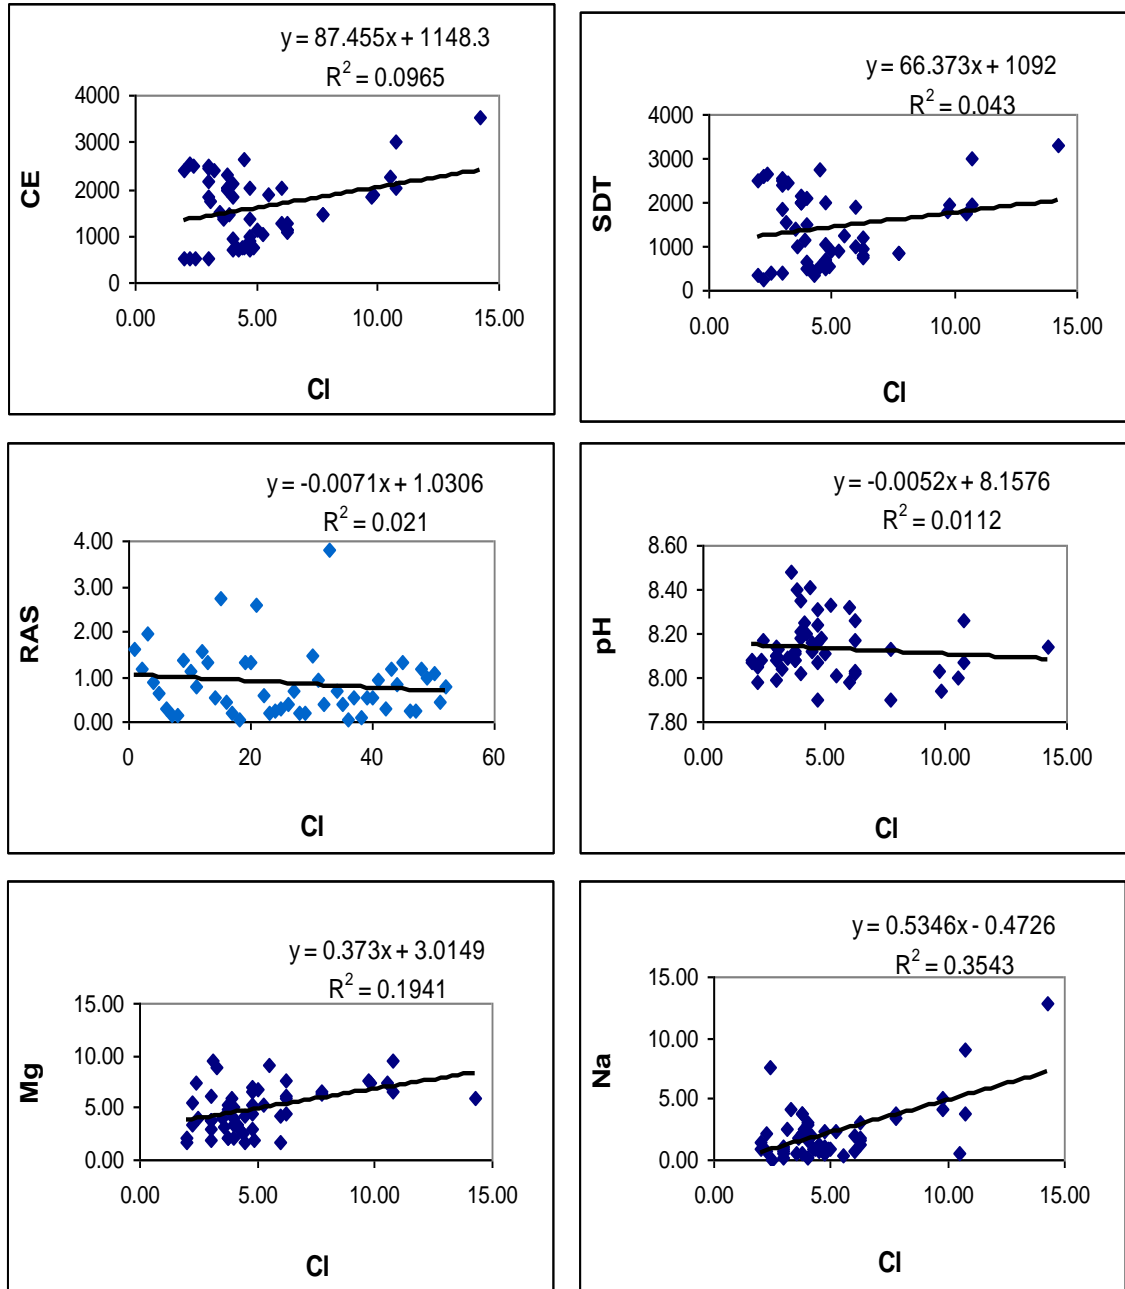 y = 87.455x + 1148.3
R² = 0.0965
CE
4000
3000
2000
1000
0
0.00 5.00 10.00 15.00
Cl
y = 66.373x + 1092
R² = 0.043
SDT
4000
3000
2000
1000
0
0.00 5.00 10.00 15.00
Cl
y = -0.0071x + 1.0306
R² = 0.021
RAS
4.00
3.00
2.00
1.00
0.00
0 20 40 60
Cl
y = -0.0052x + 8.1576
R² = 0.0112
pH
8.60
8.40
8.20
8.00
7.80
0.00 5.00 10.00 15.00
Cl
y = 0.373x + 3.0149
R² = 0.1941
Mg
15.00
10.00
5.00
0.00
0.00 5.00 10.00 15.00
Cl
y = 0.5346x - 0.4726
R² = 0.3543
Na
15.00
10.00
5.00
0.00
0.00 5.00 10.00 15.00
Cl